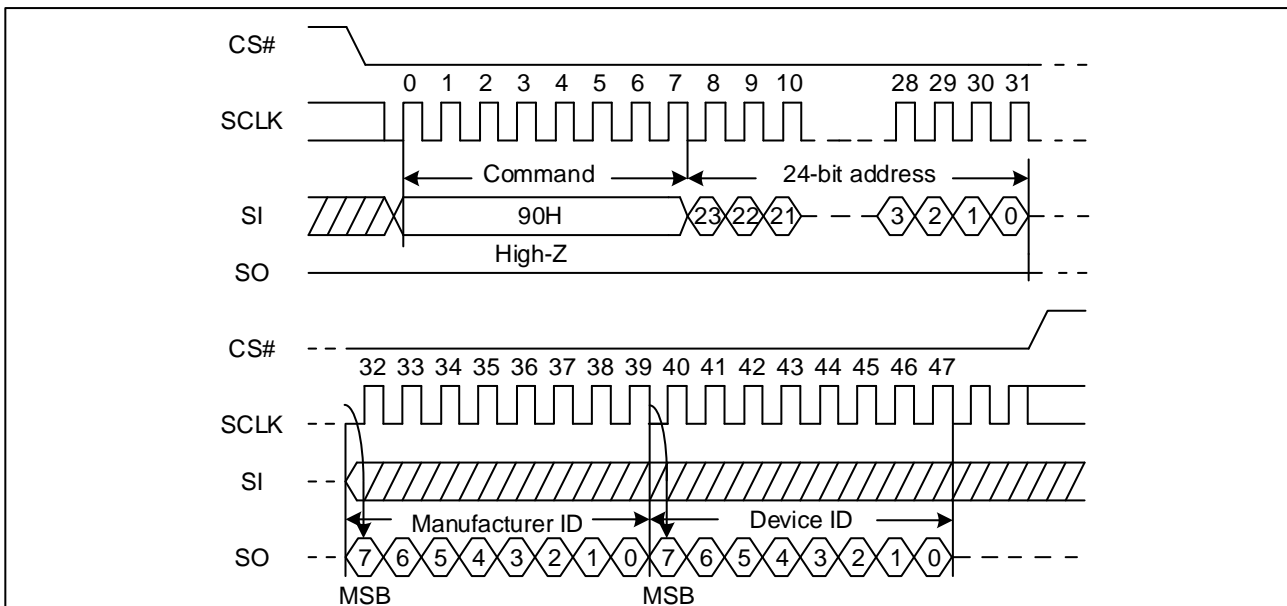 CS#
0 1 2 3 4 5 6 7 8 9 10 28 29 30 31
SCLK
Command 24-bit address
SI 90H 23 22 21 3 2 1 0
High-Z
SO
CS#
32 33 34 35 36 37 38 39 40 41 42 43 44 45 46 47
SCLK
SI
Manufacturer ID Device ID
SO 7 6 5 4 3 2 1 0 7 6 5 4 3 2 1 0
MSB MSB